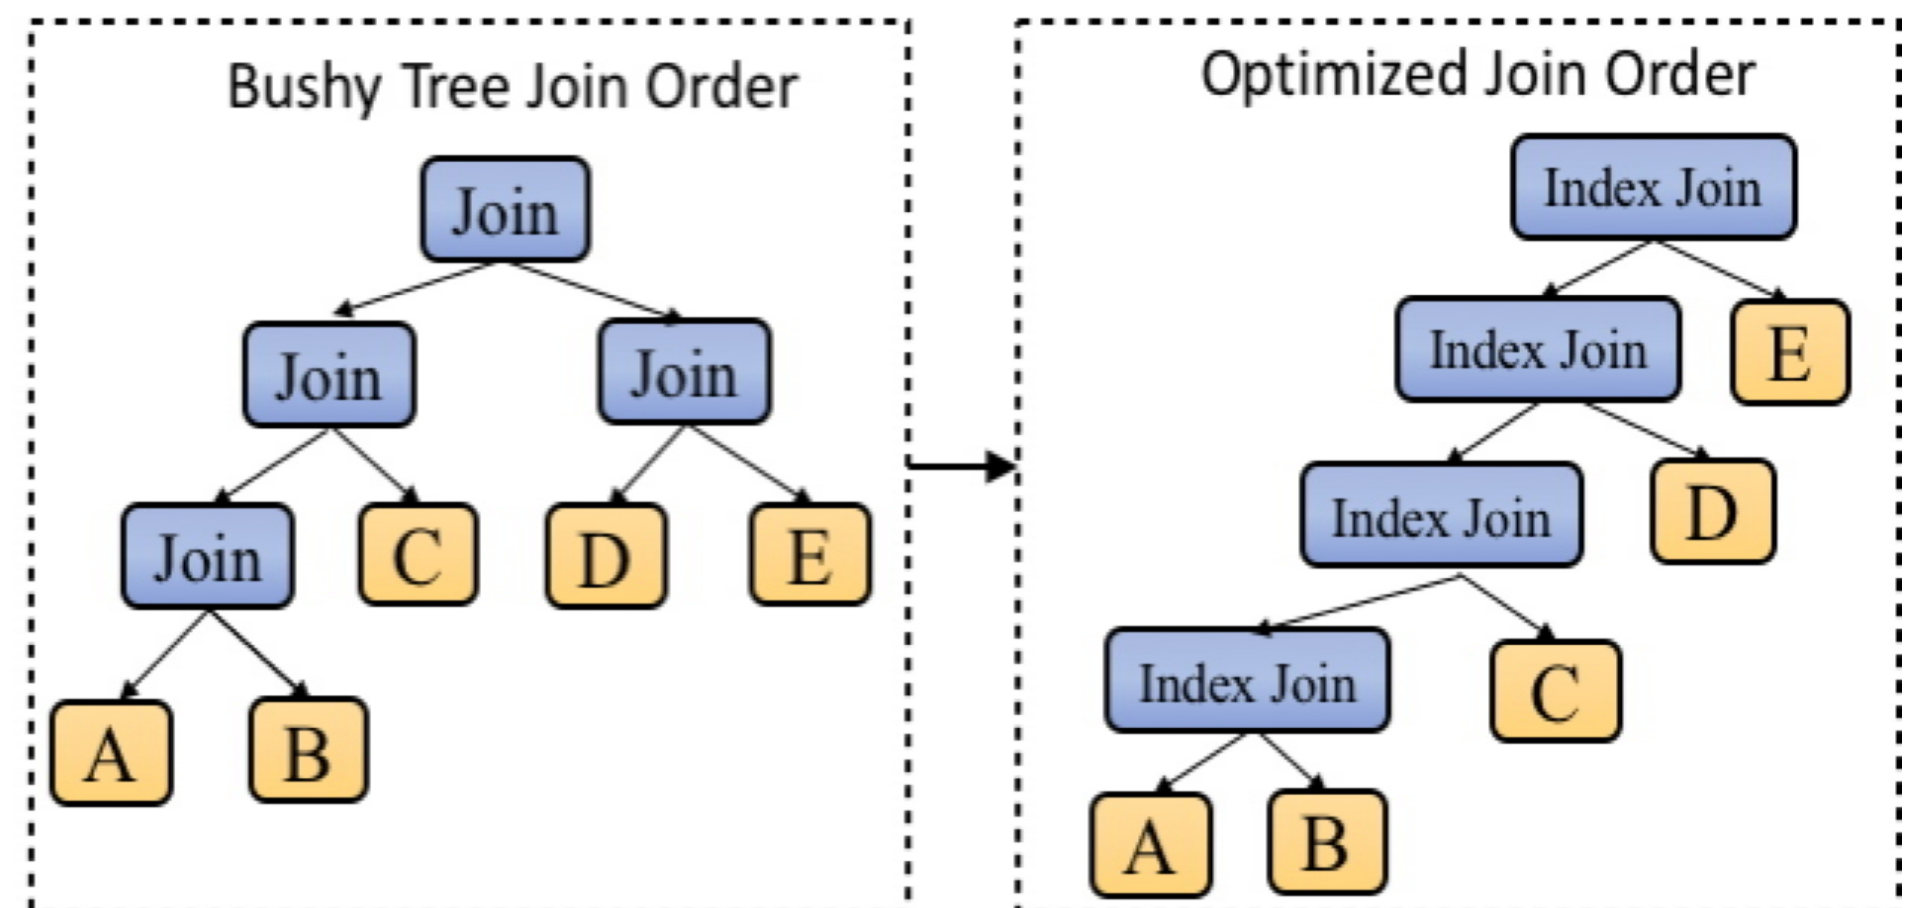 Bushy Tree Join Order
Join
Join
Join
Join
C
D
E
A
B
Optimized Join Order
Index Join
Index Join
E
Index Join
D
Index Join
C
A
B